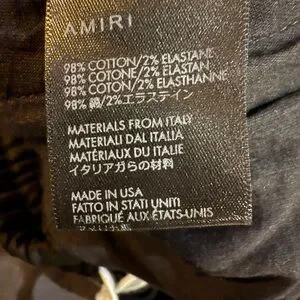 AMIRI
98% COTTON/2% ELASTANE
98% COTONE/2% ELASTAN
98% COTON/2% ELASTHANNE
98% 綿/2%エラステイン
MATERIALS FROM ITALY
MATERIALI DAL ITALIA
MATÉRIAUX DU ITALIE
イタリアからの材料
MADE IN USA
FATTO IN STATI UNITI
FABRIQUÉ AUX ÉTATS-UNIS